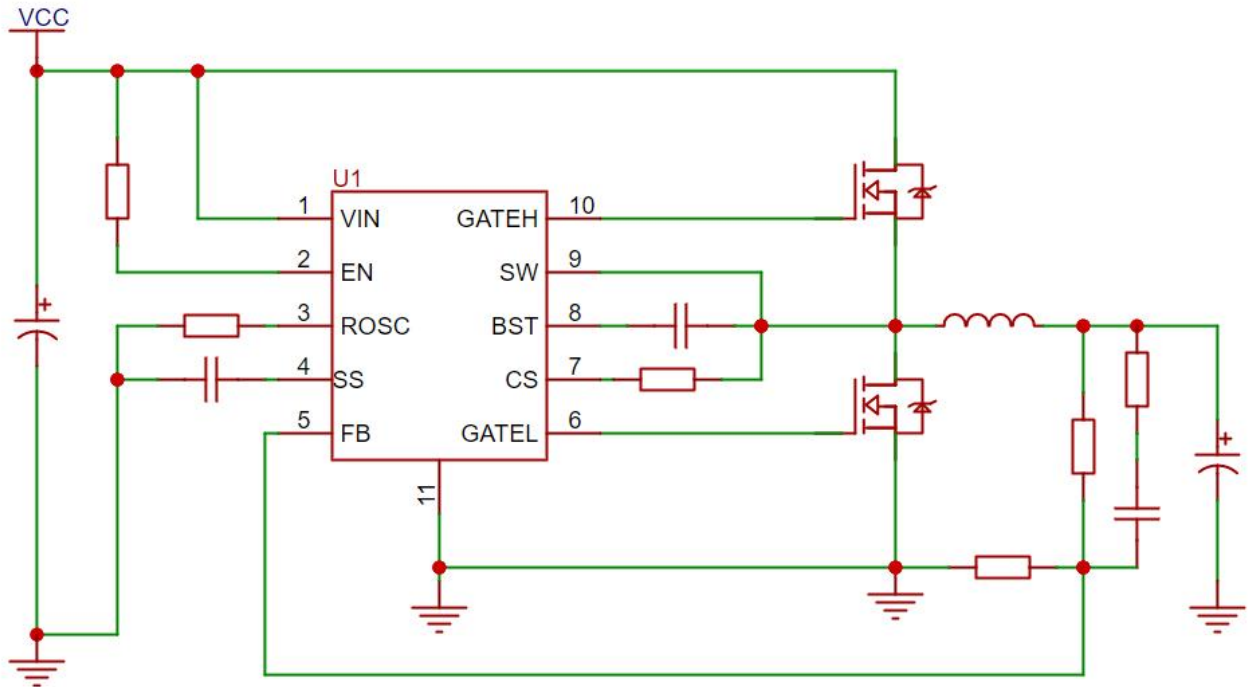 VCC
U1
1 VIN GATEH 10
2 EN SW 9
3 ROSC BST 8
4 SS CS 7
5 FB GATEL 6
11